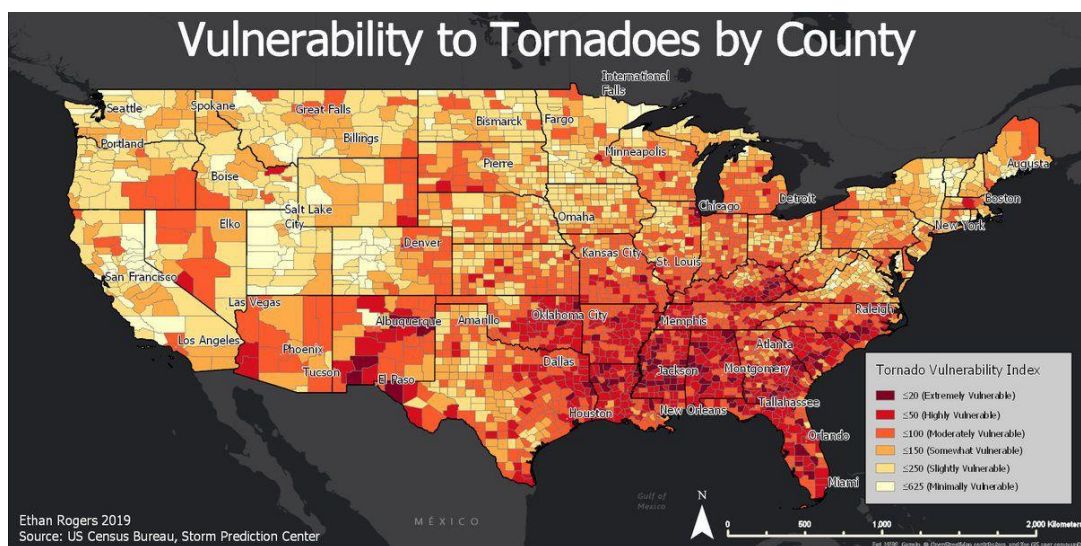 Vulnerability to Tornadoes by County
International
Falls
Seattle
Spokane
Great Falls
Billings
Bismarck
Fargo
Minneapolis
Portland
Boise
Pierre
Augusta
Boston
New York
Detroit
Chicago
Omaha
Elko
Salt Lake
City
Denver
Kansas City
St. Louis
San Francisco
Las Vegas
Raleigh
Los Angeles
Phoenix
Tucson
Albuquerque
Amarillo
Oklahoma City
Memphis
Atlanta
El Paso
Dallas
Jackson
Montgomery
Tallahassee
Houston
New Orleans
Orlando
Miami
Tornado Vulnerability Index
≤20 (Extremely Vulnerable)
≤50 (Highly Vulnerable)
≤100 (Moderately Vulnerable)
≤150 (Somewhat Vulnerable)
≤250 (Slightly Vulnerable)
≤625 (Minimally Vulnerable)
Gulf of
Mexico
MÉXICO
N
0 500 1,000 2,000 Kilometers
Ethan Rogers 2019
Source: US Census Bureau, Storm Prediction Center